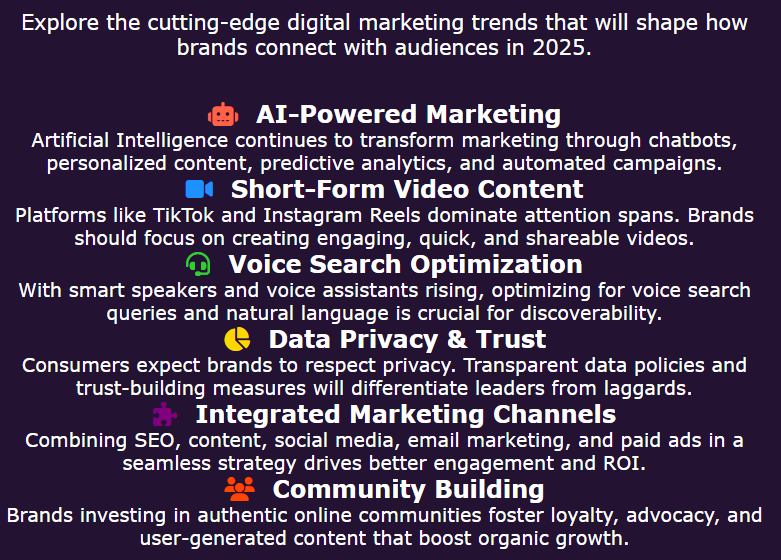 Explore the cutting-edge digital marketing trends that will shape how
brands connect with audiences in 2025.
AI-Powered Marketing
Artificial Intelligence continues to transform marketing through chatbots,
personalized content, predictive analytics, and automated campaigns.
Short-Form Video Content
Platforms like TikTok and Instagram Reels dominate attention spans. Brands
should focus on creating engaging, quick, and shareable videos.
Voice Search Optimization
With smart speakers and voice assistants rising, optimizing for voice search
queries and natural language is crucial for discoverability.
Data Privacy & Trust
Consumers expect brands to respect privacy. Transparent data policies and
trust-building measures will differentiate leaders from laggards.
Integrated Marketing Channels
Combining SEO, content, social media, email marketing, and paid ads in a
seamless strategy drives better engagement and ROI.
Community Building
Brands investing in authentic online communities foster loyalty, advocacy, and
user-generated content that boost organic growth.